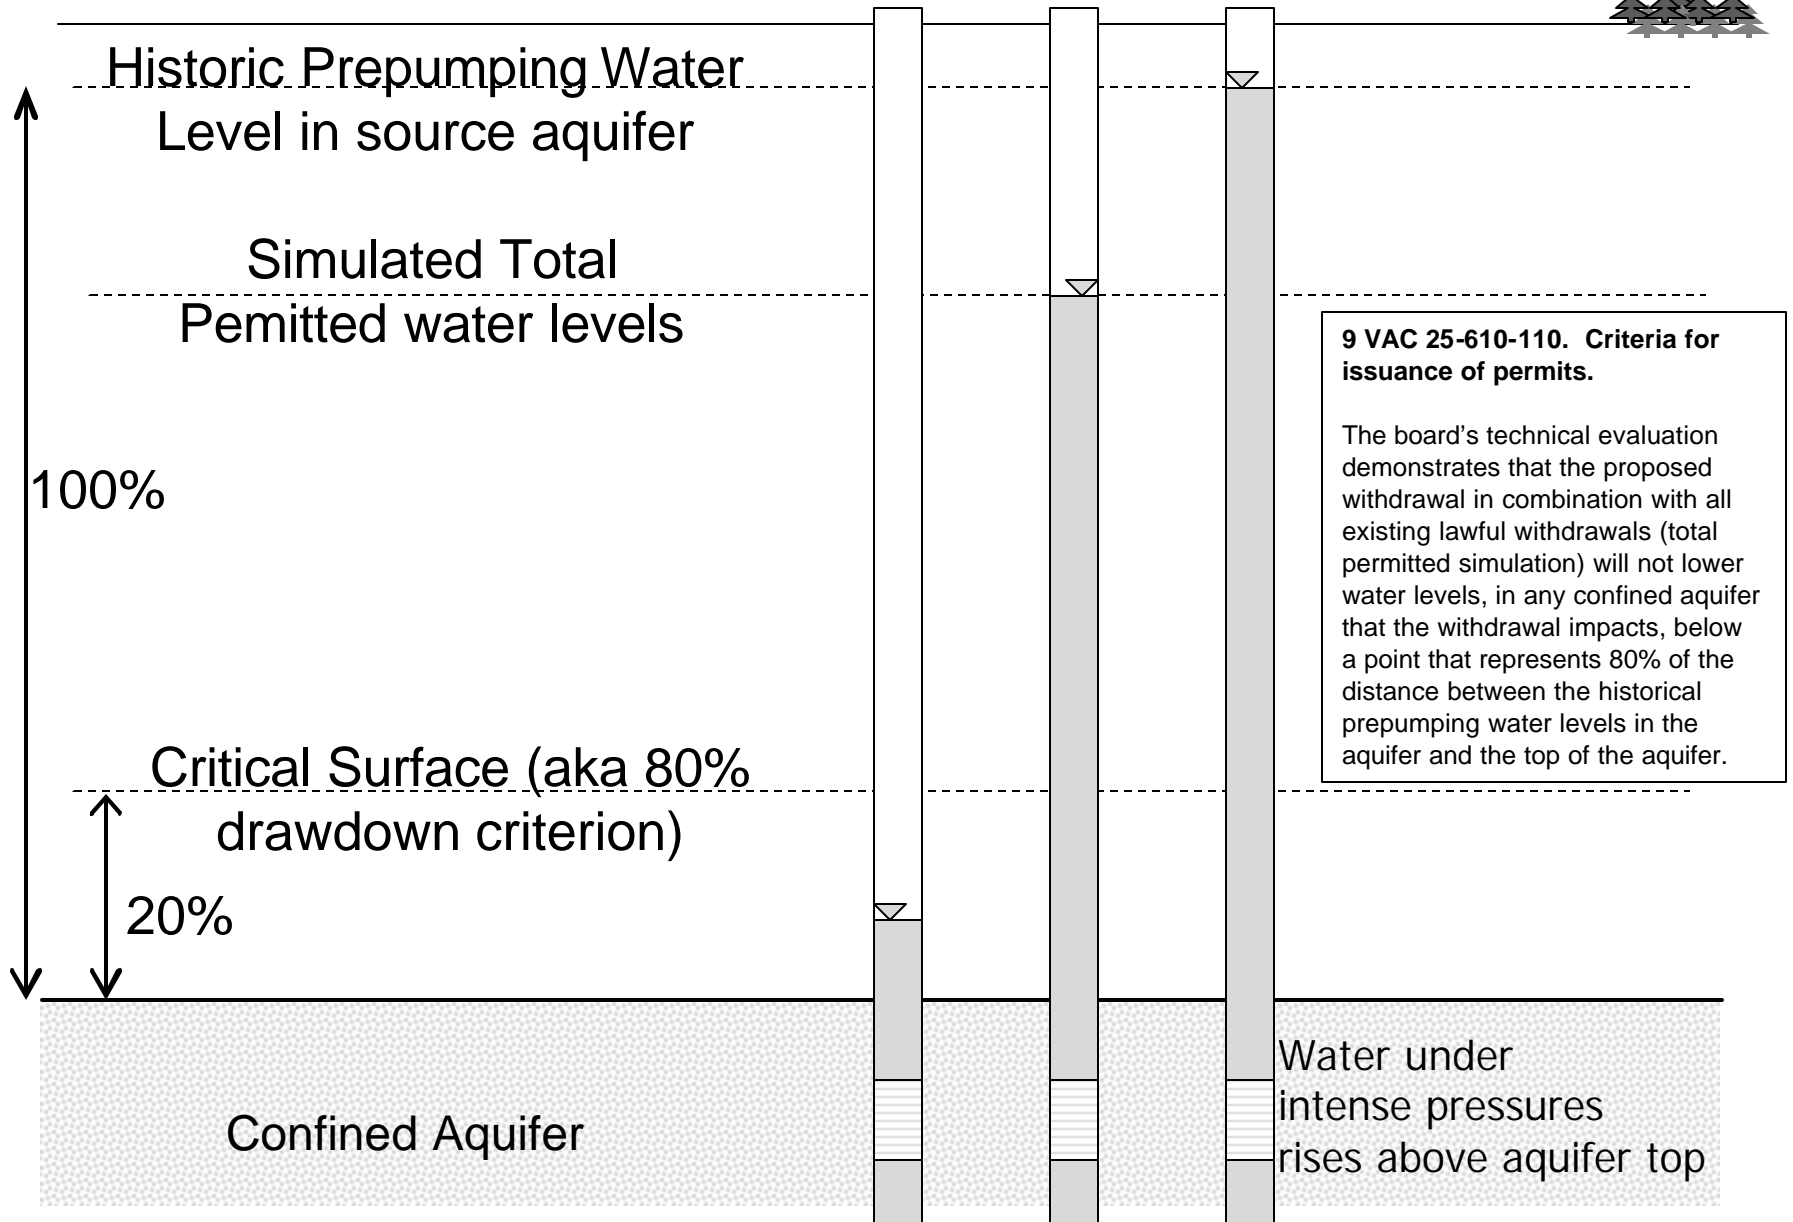 Historic Prepumping Water
Level in source aquifer
Simulated Total
Pemitted water levels
9 VAC 25-610-110. Criteria for
issuance of permits.
The board’s technical evaluation
demonstrates that the proposed
withdrawal in combination with all
existing lawful withdrawals (total
permitted simulation) will not lower
water levels, in any confined aquifer
that the withdrawal impacts, below
a point that represents 80% of the
distance between the historical
prepumping water levels in the
aquifer and the top of the aquifer.
100%
Critical Surface (aka 80%
drawdown criterion)
20%
Water under
intense pressures
rises above aquifer top
Confined Aquifer